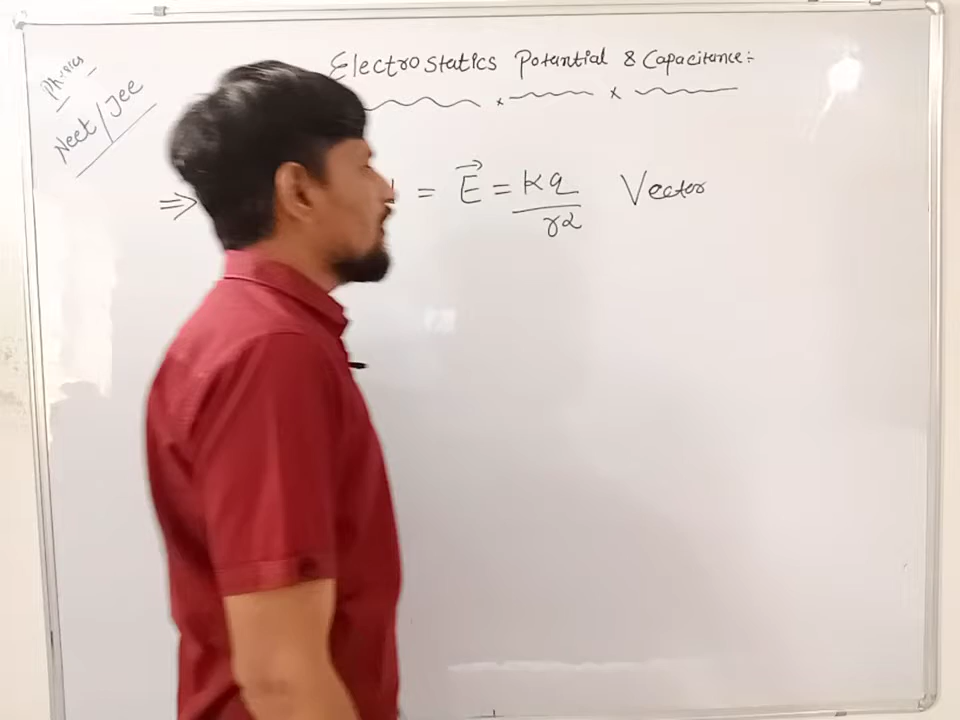 Physics
Neet/Jee
Electrostatics Potential & Capacitance:-
⇒ = E⃗ = Kq/r2 Vector